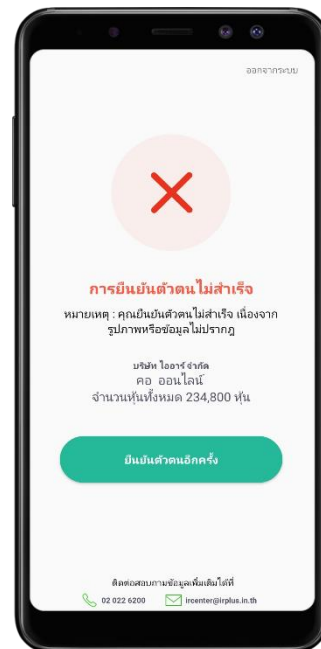 ออกจากระบบ
การยืนยันตัวตนไม่สำเร็จ
หมายเหตุ : คุณยืนยันตัวตนไม่สำเร็จ เนื่องจาก
รูปภาพหรือข้อมูลไม่ปรากฎ
บริษัท ไออาร์ จำกัด
คอ ออนไลน์
จำนวนหุ้นทั้งหมด 234,800 หุ้น
ยืนยันตัวตนอีกครั้ง
ติดต่อสอบถามข้อมูลเพิ่มเติมได้ที่
02 022 6200 ircenter@irplus.in.th